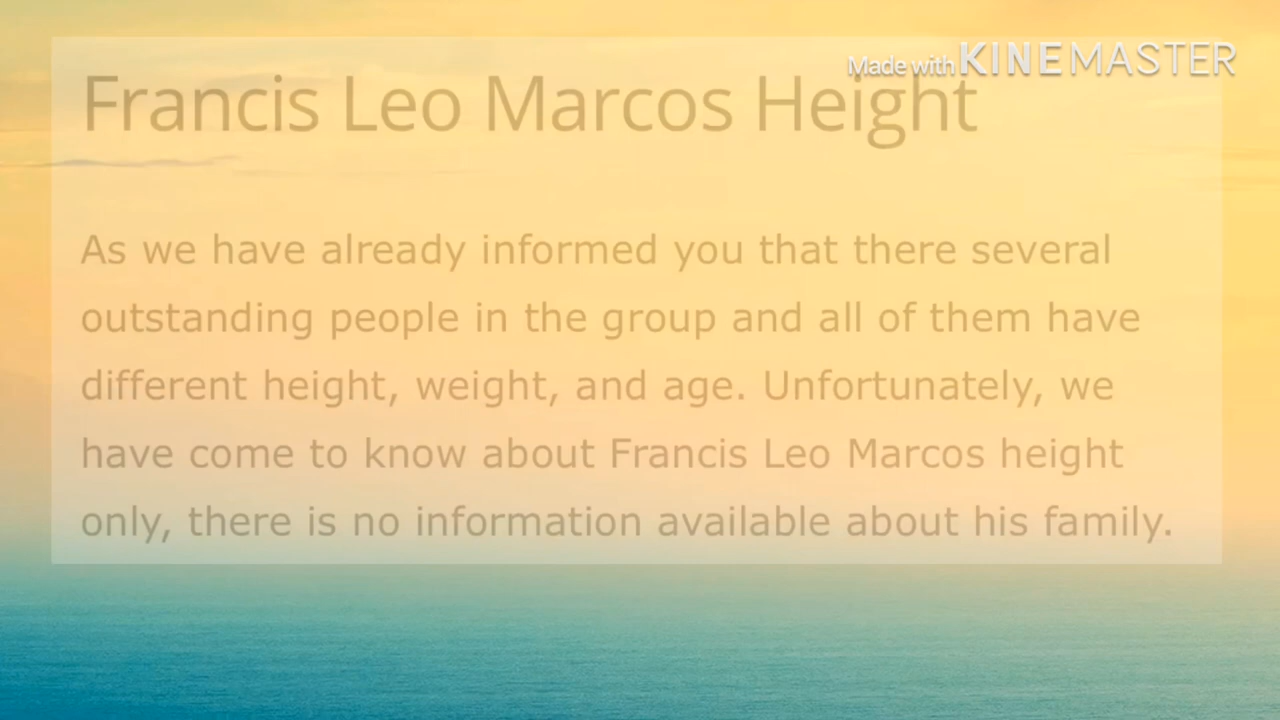 Made with KINEMASTER
Francis Leo Marcos Height
As we have already informed you that there several
outstanding people in the group and all of them have
different height, weight, and age. Unfortunately, we
have come to know about Francis Leo Marcos height
only, there is no information available about his family.